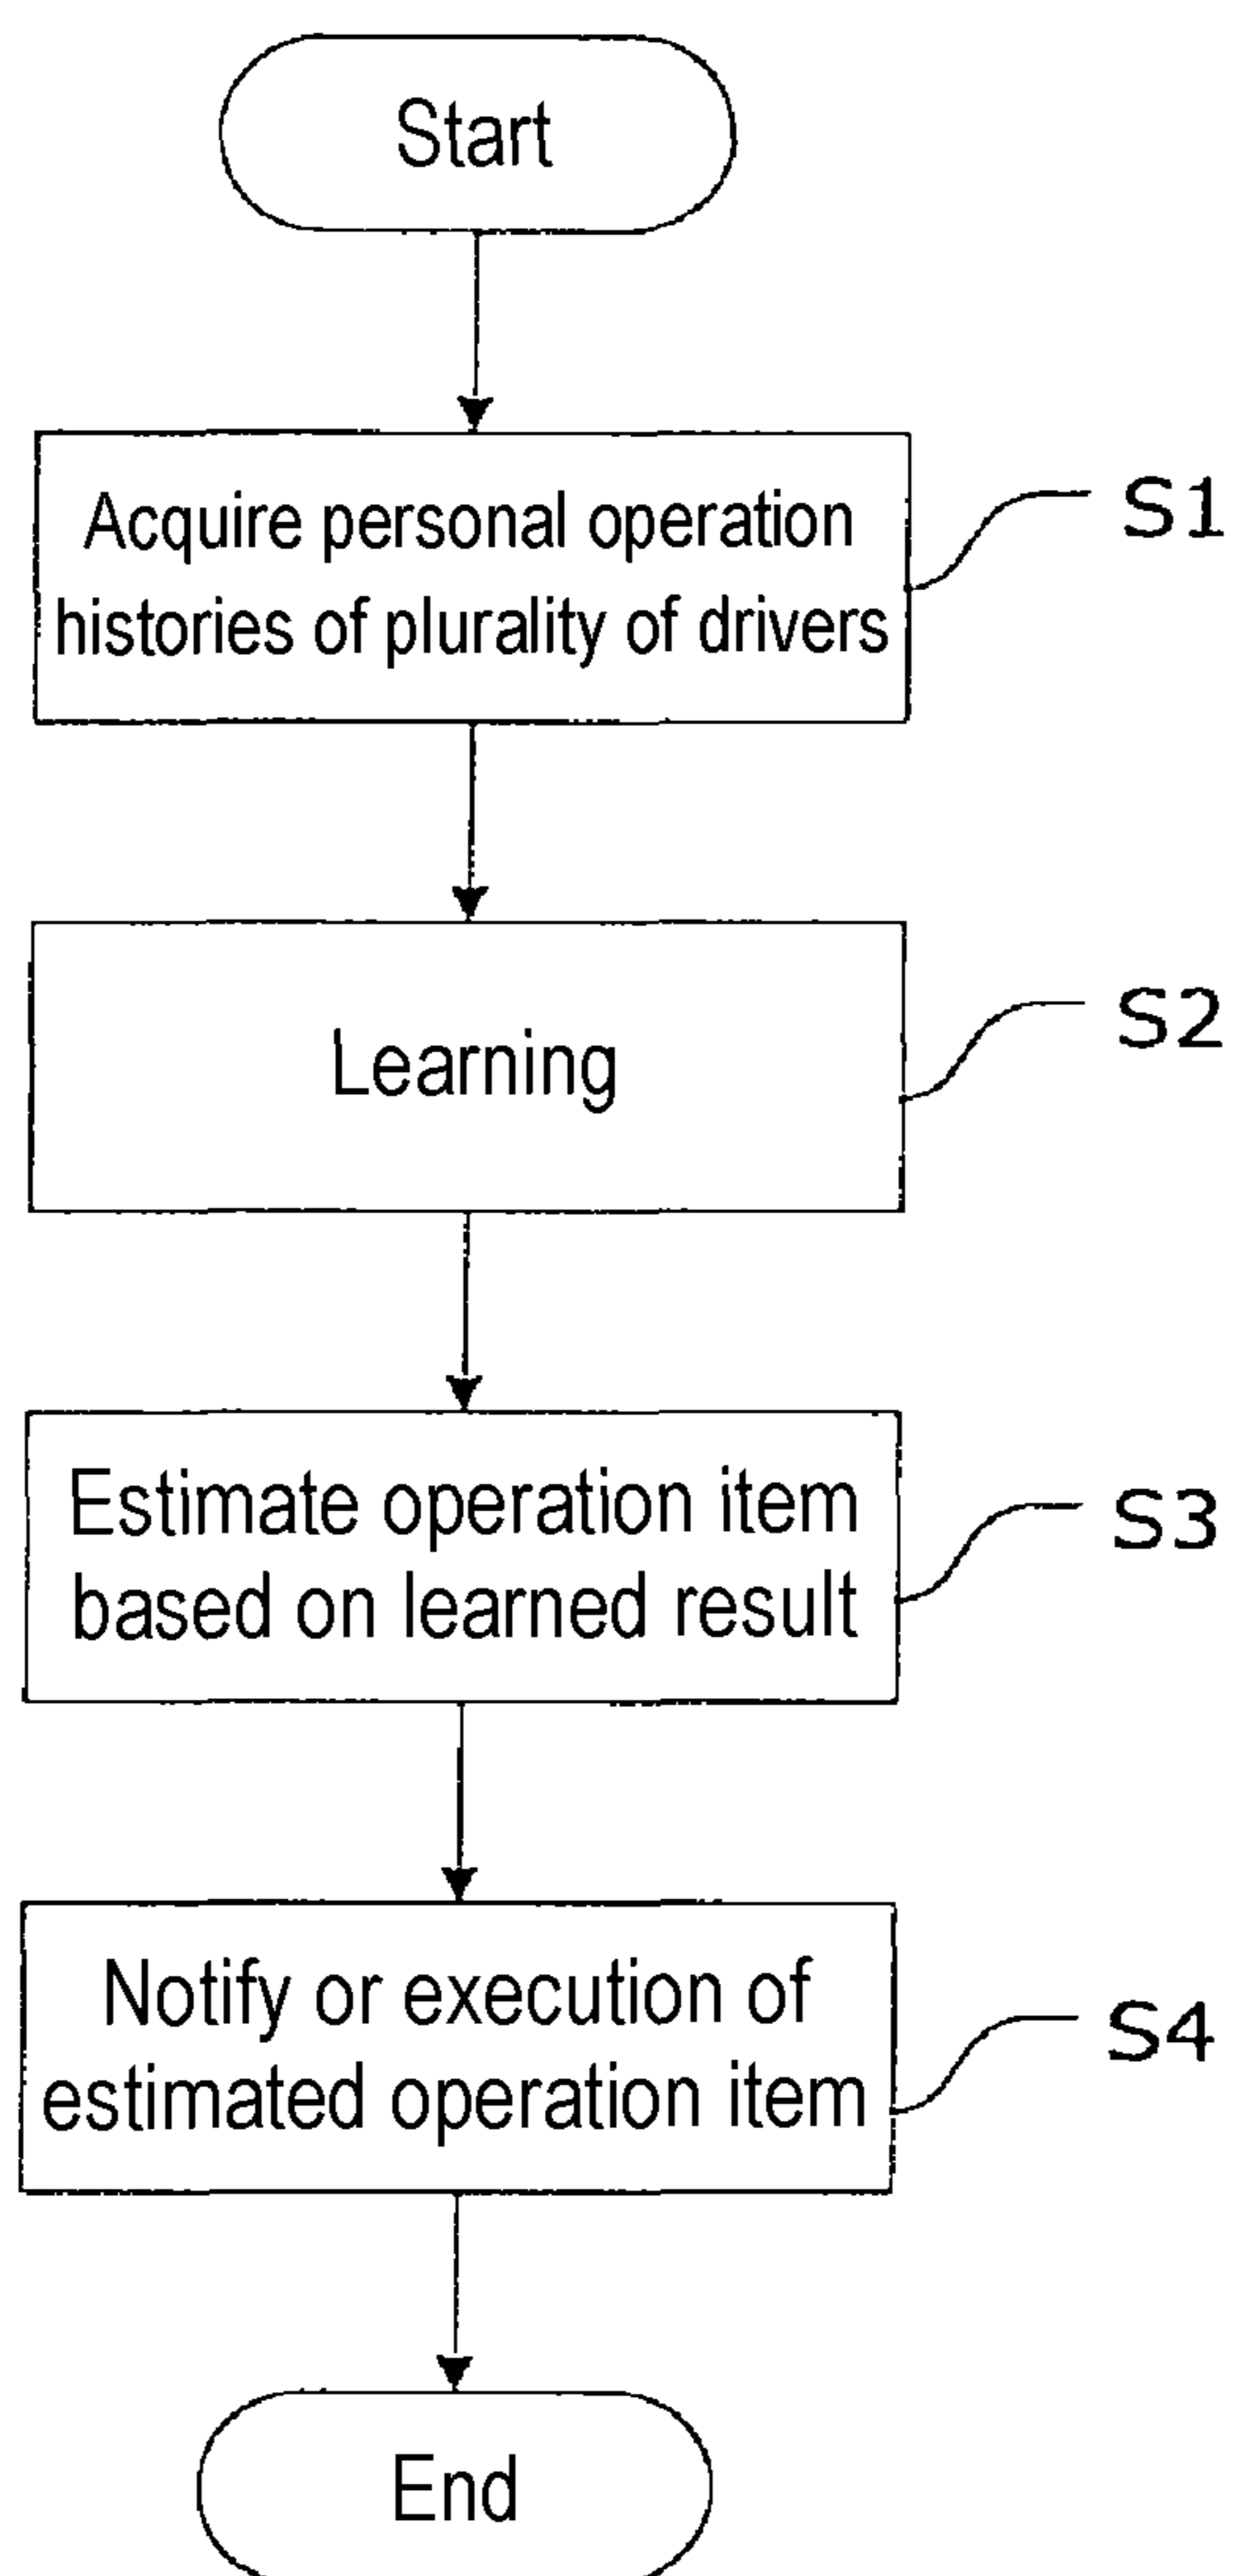 Start
Acquire personal operation
histories of plurality of drivers
S1
Learning
S2
Estimate operation item
based on learned result
S3
Notify or execution of
estimated operation item
S4
End